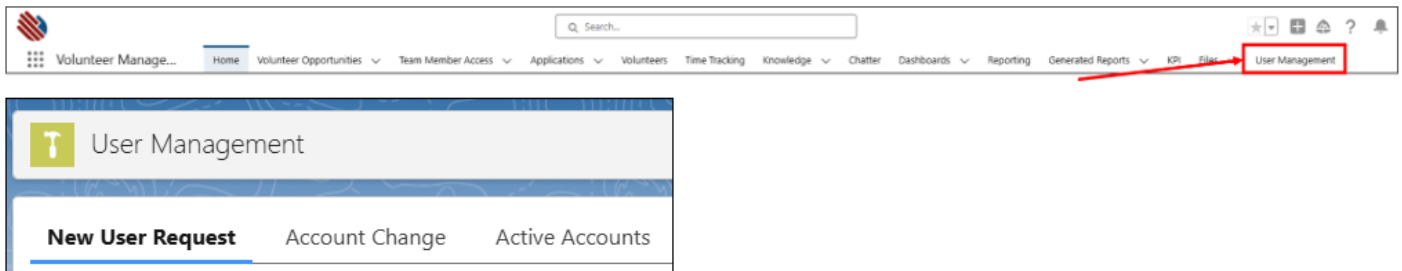 Search...
Volunteer Manage... Home Volunteer Opportunities Team Member Access Applications Volunteers Time Tracking Knowledge Chatter Dashboards Reporting Generated Reports KPI Files User Management
User Management
New User Request Account Change Active Accounts